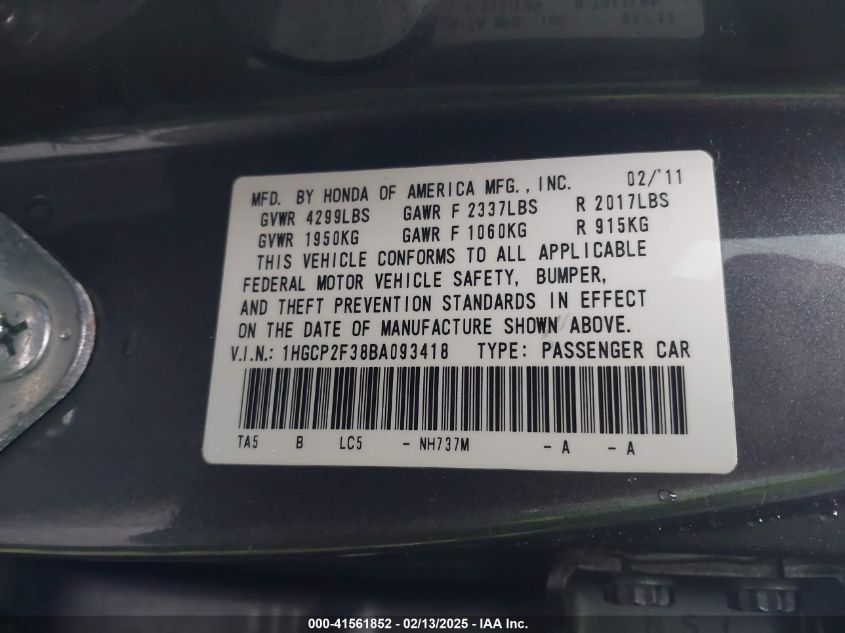 MFD. BY HONDA OF AMERICA MFG., INC. 02/'11
GVWR 4299LBS GAWR F 2337LBS R 2017LBS
GVWR 1950KG GAWR F 1060KG R 915KG
THIS VEHICLE CONFORMS TO ALL APPLICABLE
FEDERAL MOTOR VEHICLE SAFETY, BUMPER,
AND THEFT PREVENTION STANDARDS IN EFFECT
ON THE DATE OF MANUFACTURE SHOWN ABOVE.
V.I.N.: 1HGCP2F38BA093418 TYPE: PASSENGER CAR
TA5 B LC5 - NH737M - A - A
000-41561852 - 02/13/2025 - IAA Inc.